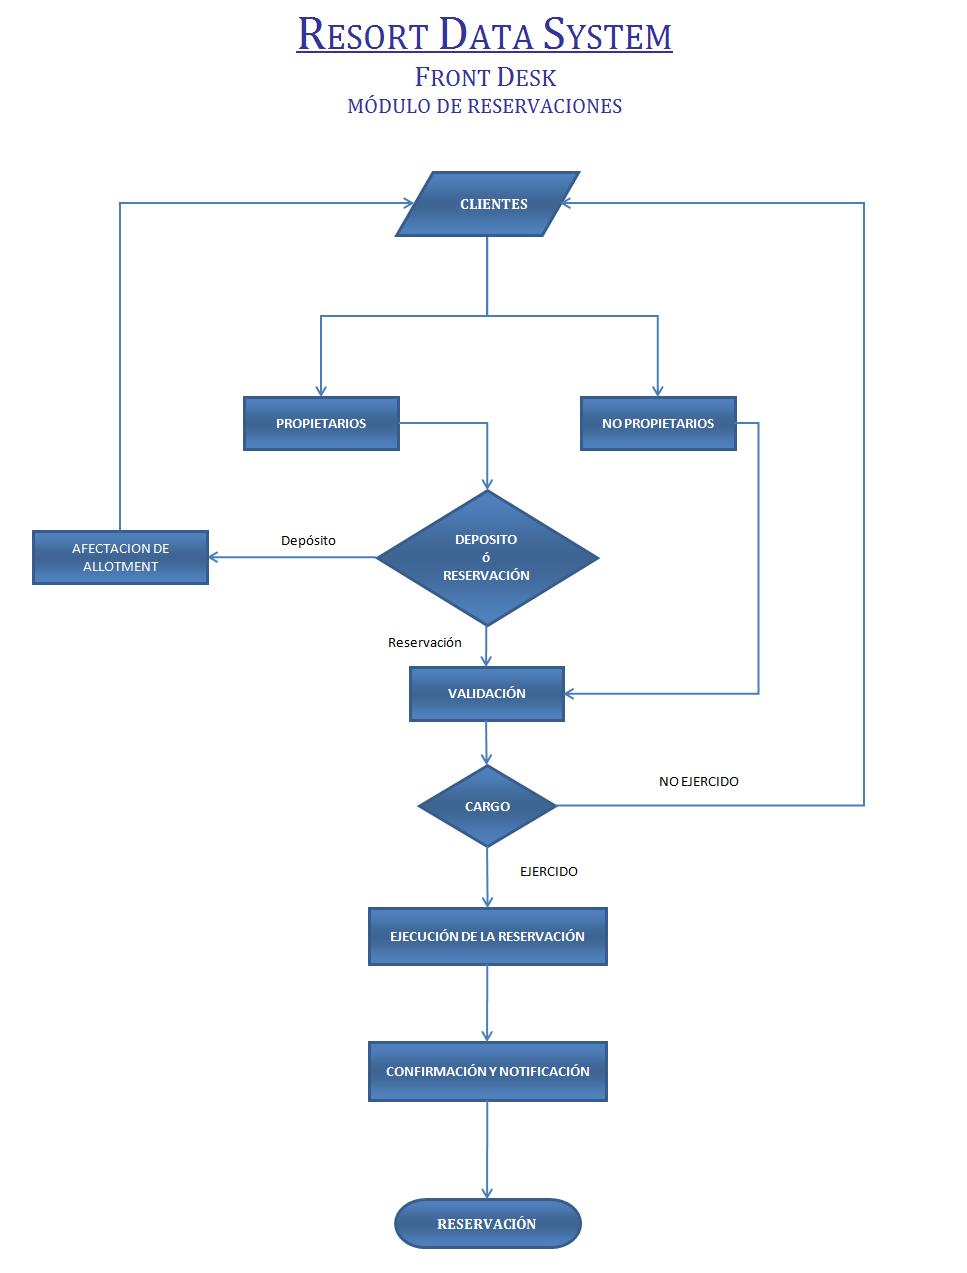 RESORT DATA SYSTEM
FRONT DESK
MÓDULO DE RESERVACIONES
CLIENTES
PROPIETARIOS
NO PROPIETARIOS
DEPOSITO
ó
RESERVACIÓN
Depósito
AFECTACION DE
ALLOTMENT
Reservación
VALIDACIÓN
CARGO
NO EJERCIDO
EJERCIDO
EJECUCIÓN DE LA RESERVACIÓN
CONFIRMACIÓN Y NOTIFICACIÓN
RESERVACIÓN